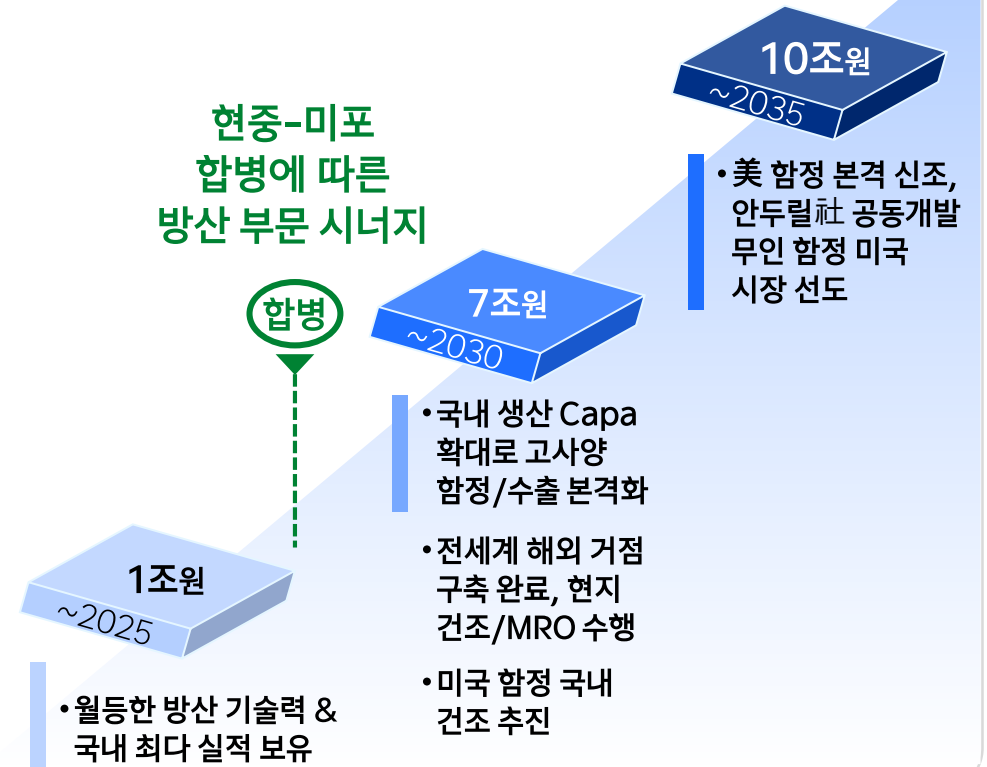 10조원
~2035
현중-미포
합병에 따른
방산 부문 시너지
• 美 함정 본격 신조,
안두릴社 공동개발
무인 함정 미국
시장 선도
합병
7조원
~2030
• 국내 생산 Capa
확대로 고사양
함정/수출 본격화
• 전세계 해외 거점
구축 완료, 현지
건조/MRO 수행
• 미국 함정 국내
건조 추진
1조원
~2025
• 월등한 방산 기술력 &
국내 최다 실적 보유